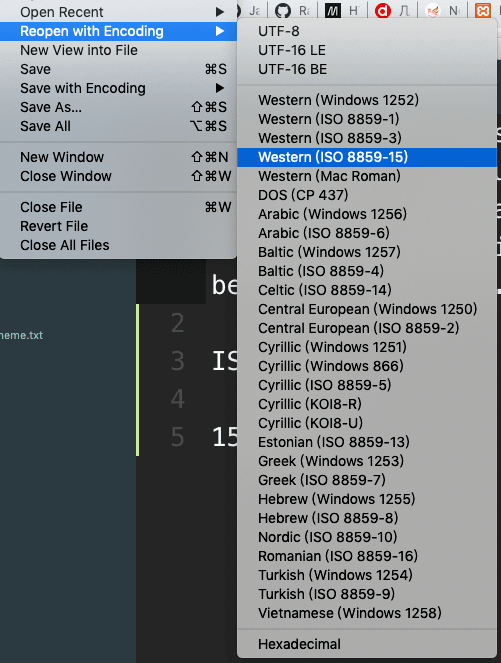 Open Recent ▶
Reopen with Encoding ▶
New View into File
Save ⌘S
Save with Encoding ▶
Save As... ⇧⌘S
Save All ⌥⌘S
New Window ⇧⌘N
Close Window ⇧⌘W
Close File ⌘W
Revert File
Close All Files
UTF-8
UTF-16 LE
UTF-16 BE
Western (Windows 1252)
Western (ISO 8859-1)
Western (ISO 8859-3)
Western (ISO 8859-15)
Western (Mac Roman)
DOS (CP 437)
Arabic (Windows 1256)
Arabic (ISO 8859-6)
Baltic (Windows 1257)
Baltic (ISO 8859-4)
Celtic (ISO 8859-14)
Central European (Windows 1250)
Central European (ISO 8859-2)
Cyrillic (Windows 1251)
Cyrillic (Windows 866)
Cyrillic (ISO 8859-5)
Cyrillic (KOI8-R)
Cyrillic (KOI8-U)
Estonian (ISO 8859-13)
Greek (Windows 1253)
Greek (ISO 8859-7)
Hebrew (Windows 1255)
Hebrew (ISO 8859-8)
Nordic (ISO 8859-10)
Romanian (ISO 8859-16)
Turkish (Windows 1254)
Turkish (ISO 8859-9)
Vietnamese (Windows 1258)
Hexadecimal
heme.txt
be
2
3 IS
4
5 15